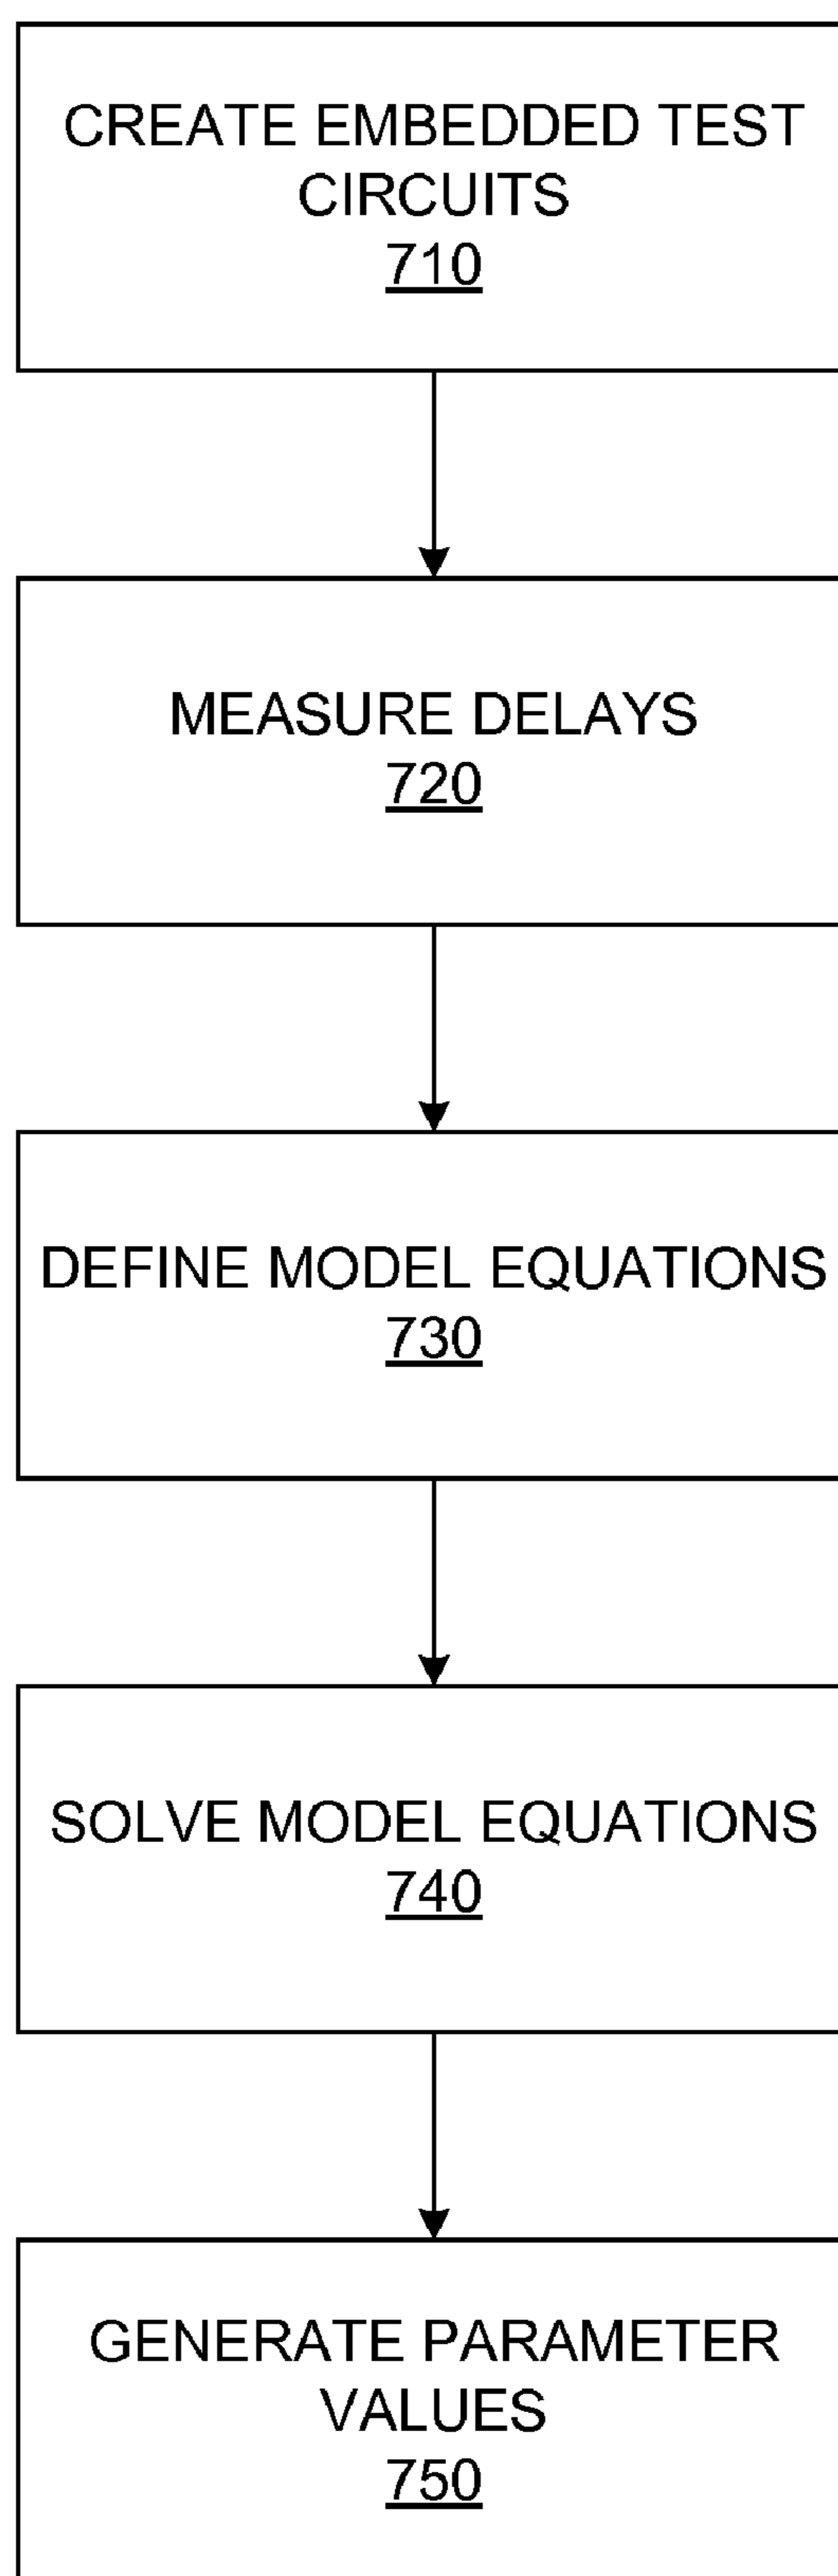 CREATE EMBEDDED TEST
CIRCUITS
710
MEASURE DELAYS
720
DEFINE MODEL EQUATIONS
730
SOLVE MODEL EQUATIONS
740
GENERATE PARAMETER
VALUES
750